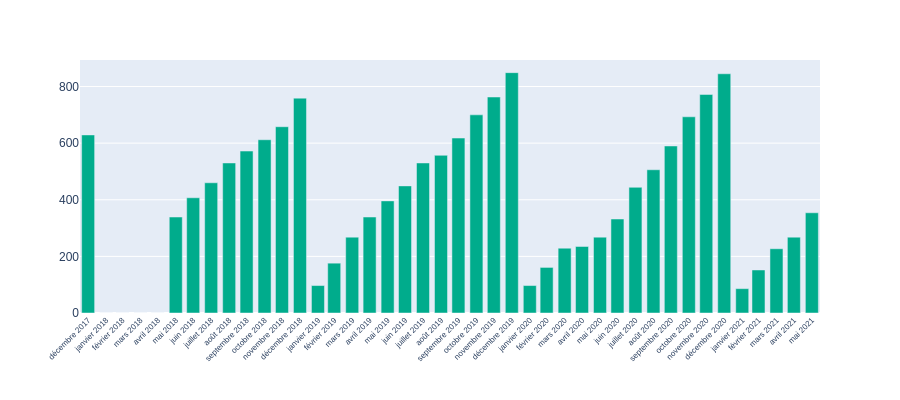 800
600
400
200
0
décembre 2017
janvier 2018
février 2018
mars 2018
avril 2018
mai 2018
juin 2018
juillet 2018
août 2018
septembre 2018
octobre 2018
novembre 2018
décembre 2018
janvier 2019
février 2019
mars 2019
avril 2019
mai 2019
juin 2019
juillet 2019
août 2019
septembre 2019
octobre 2019
novembre 2019
décembre 2019
janvier 2020
février 2020
mars 2020
avril 2020
mai 2020
juin 2020
juillet 2020
août 2020
septembre 2020
octobre 2020
novembre 2020
décembre 2020
janvier 2021
février 2021
mars 2021
avril 2021
mai 2021